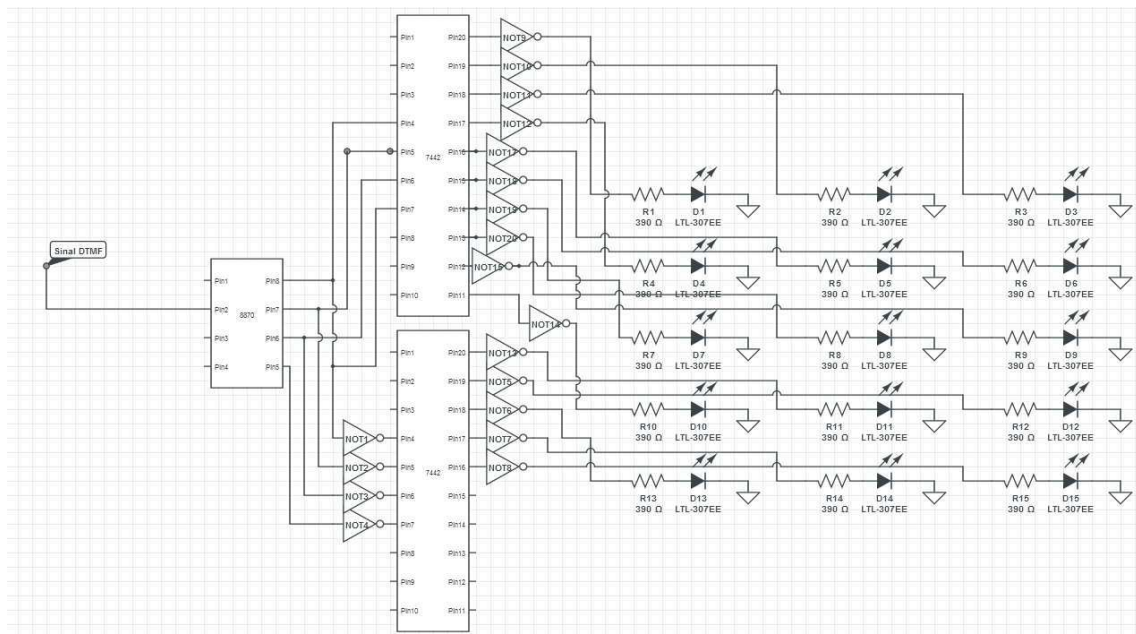 Sinal DTMF
Pin1
Pin2
Pin3
Pin4
8870
Pin8
Pin7
Pin6
Pin5
NOT1
NOT2
NOT3
NOT4
Pin1
Pin2
Pin3
Pin4
Pin5
Pin6
Pin7
Pin8
Pin9
Pin10
7442
Pin20
Pin19
Pin18
Pin17
Pin16
Pin15
Pin14
Pin13
Pin12
Pin11
Pin1
Pin2
Pin3
Pin4
Pin5
Pin6
Pin7
Pin8
Pin9
Pin10
7442
Pin20
Pin19
Pin18
Pin17
Pin16
Pin15
Pin14
Pin13
Pin12
Pin11
NOT9
NOT10
NOT11
NOT12
NOT17
NOT18
NOT19
NOT20
NOT14
NOT13
NOT5
NOT6
NOT7
NOT8
R1 D1 R2 D2 R3 D3
390 Ω LTL-307EE 390 Ω LTL-307EE 390 Ω LTL-307EE
R4 D4 R5 D5 R6 D6
390 Ω LTL-307EE 390 Ω LTL-307EE 390 Ω LTL-307EE
R7 D7 R8 D8 R9 D9
390 Ω LTL-307EE 390 Ω LTL-307EE 390 Ω LTL-307EE
R10 D10 R11 D11 R12 D12
390 Ω LTL-307EE 390 Ω LTL-307EE 390 Ω LTL-307EE
R13 D13 R14 D14 R15 D15
390 Ω LTL-307EE 390 Ω LTL-307EE 390 Ω LTL-307EE